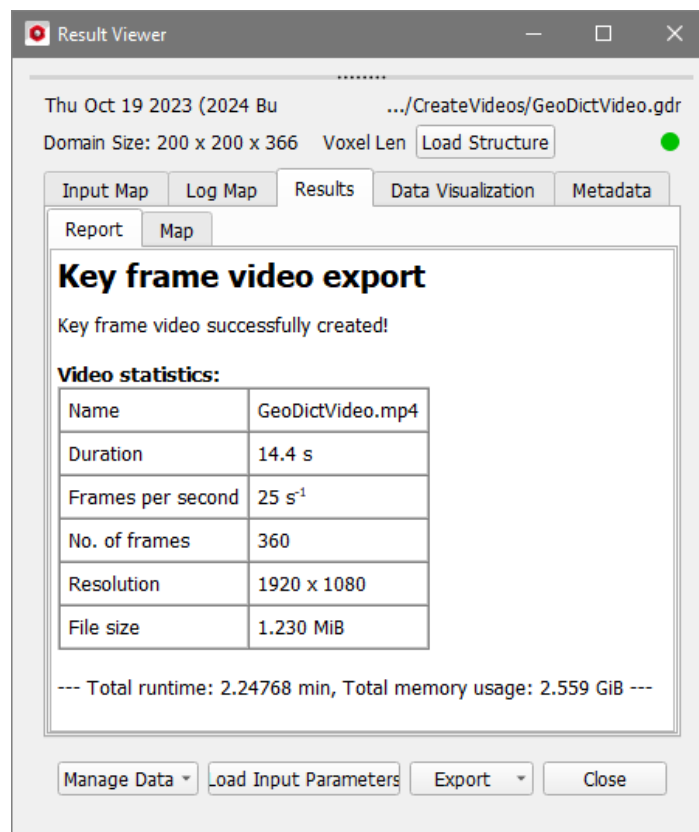 Result Viewer
Thu Oct 19 2023 (2024 Bu .../CreateVideos/GeoDictVideo.gdr
Domain Size: 200 x 200 x 366 Voxel Len Load Structure
Input Map Log Map Results Data Visualization Metadata
Report Map
Key frame video export
Key frame video successfully created!
Video statistics:
Name GeoDictVideo.mp4
Duration 14.4 s
Frames per second 25 s⁻¹
No. of frames 360
Resolution 1920 x 1080
File size 1.230 MiB
--- Total runtime: 2.24768 min, Total memory usage: 2.559 GiB ---
Manage Data Load Input Parameters Export Close